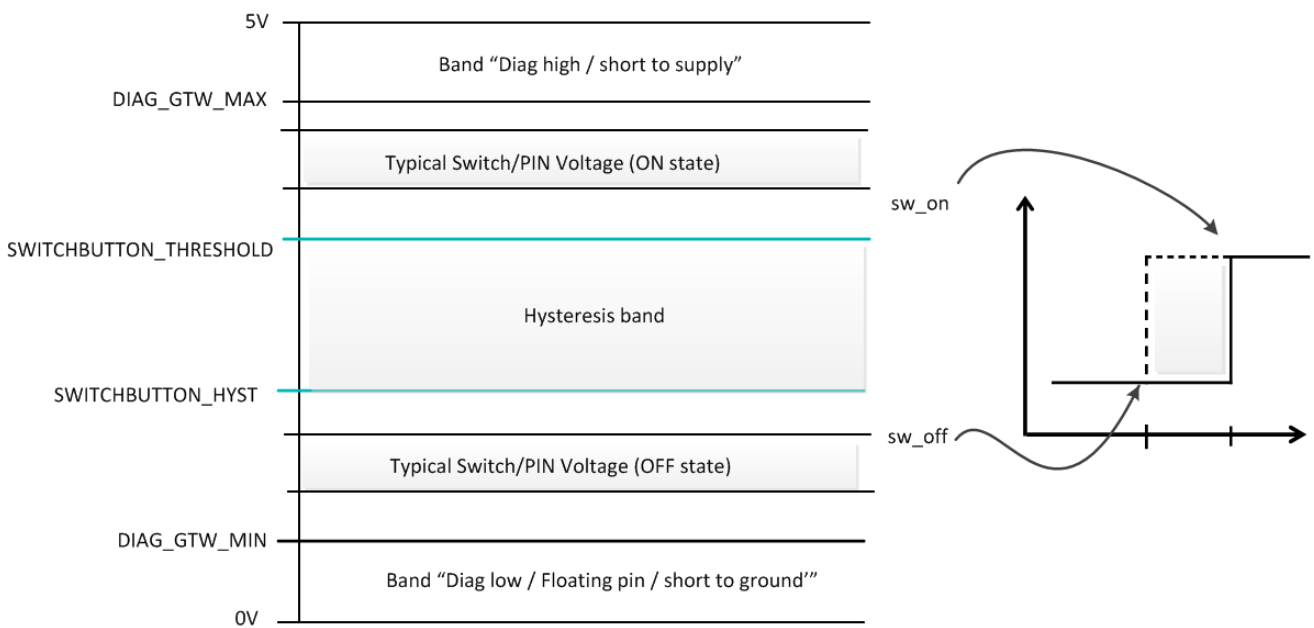 5V
Band “Diag high / short to supply”
DIAG_GTW_MAX
Typical Switch/PIN Voltage (ON state)
sw_on
SWITCHBUTTON_THRESHOLD
Hysteresis band
SWITCHBUTTON_HYST
sw_off
Typical Switch/PIN Voltage (OFF state)
DIAG_GTW_MIN
Band “Diag low / Floating pin / short to ground’”
0V